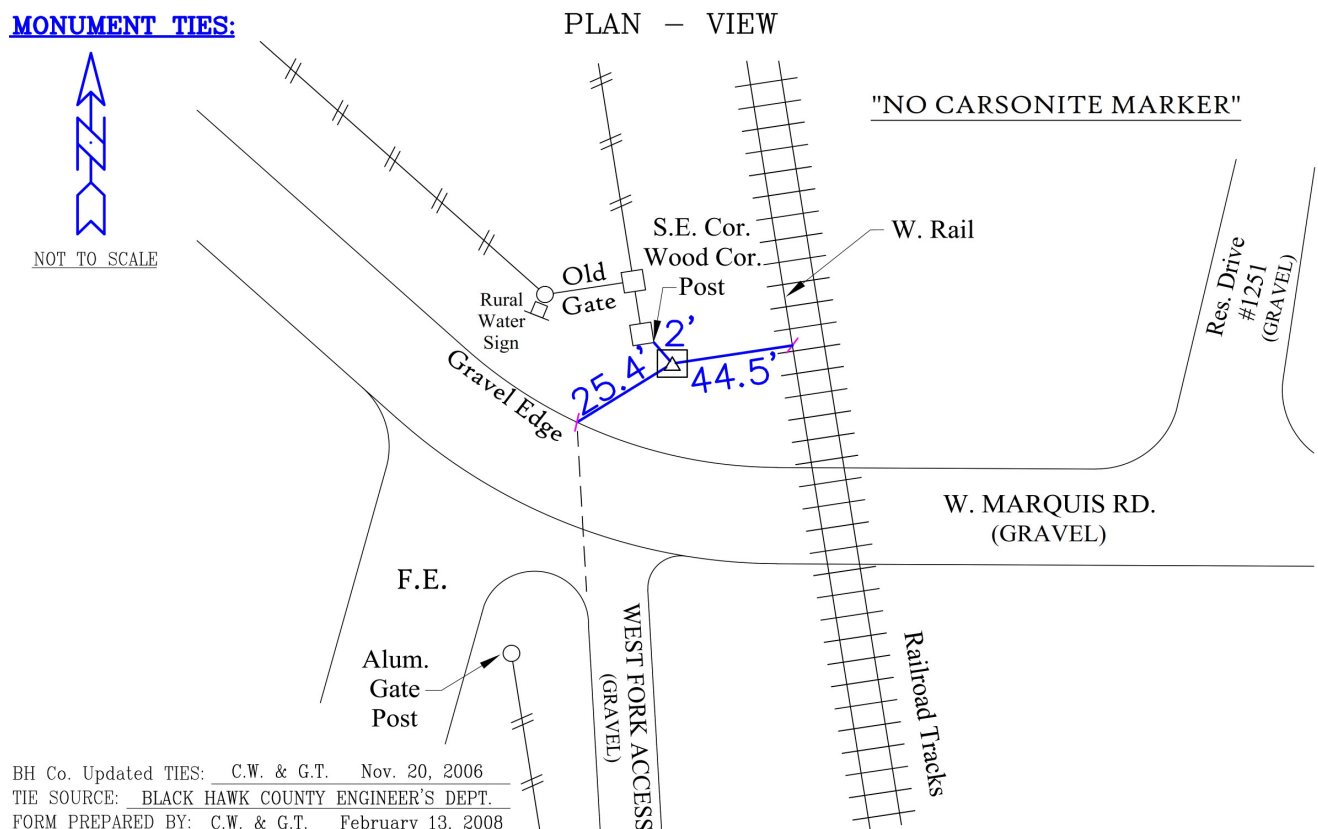 MONUMENT TIES:
PLAN – VIEW
"NO CARSONITE MARKER"
N
NOT TO SCALE
S.E. Cor.
Wood Cor.
Post
W. Rail
Old
Gate
Rural
Water
Sign
2'
25.4'
44.5'
Gravel Edge
Res. Drive
#1251
(GRAVEL)
W. MARQUIS RD.
(GRAVEL)
F.E.
Alum.
Gate
Post
WEST FORK ACCESS
(GRAVEL)
Railroad Tracks
BH Co. Updated TIES: C.W. & G.T. Nov. 20, 2006
TIE SOURCE: BLACK HAWK COUNTY ENGINEER'S DEPT.
FORM PREPARED BY: C.W. & G.T. February 13, 2008